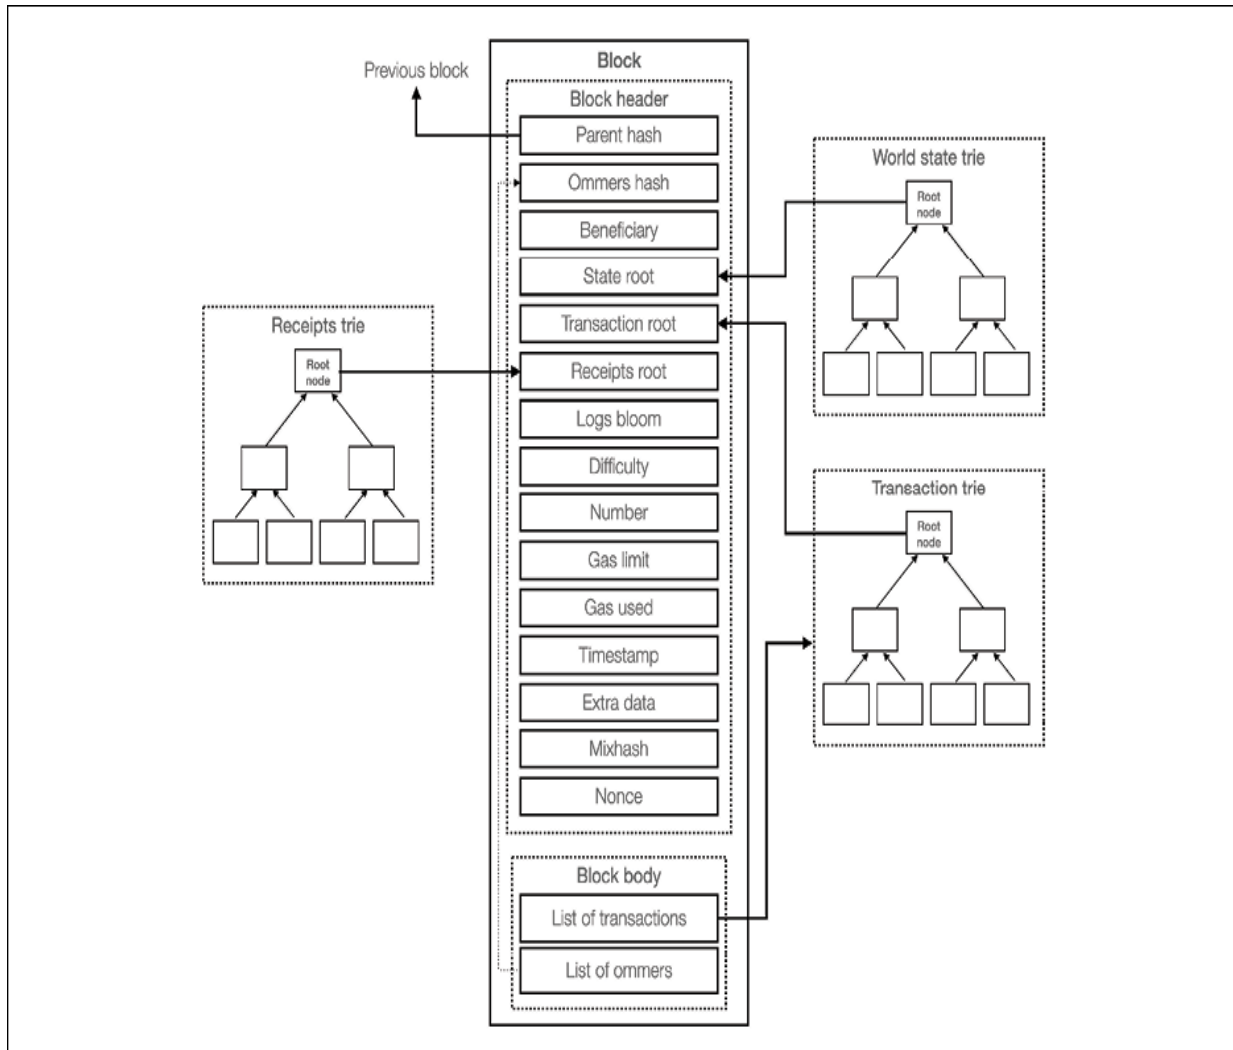 Block
Previous block
Block header
Parent hash
Ommers hash
Beneficiary
State root
Transaction root
Receipts root
Logs bloom
Difficulty
Number
Gas limit
Gas used
Timestamp
Extra data
Mixhash
Nonce
Block body
List of transactions
List of ommers
Receipts trie
Root
node
World state trie
Root
node
Transaction trie
Root
node